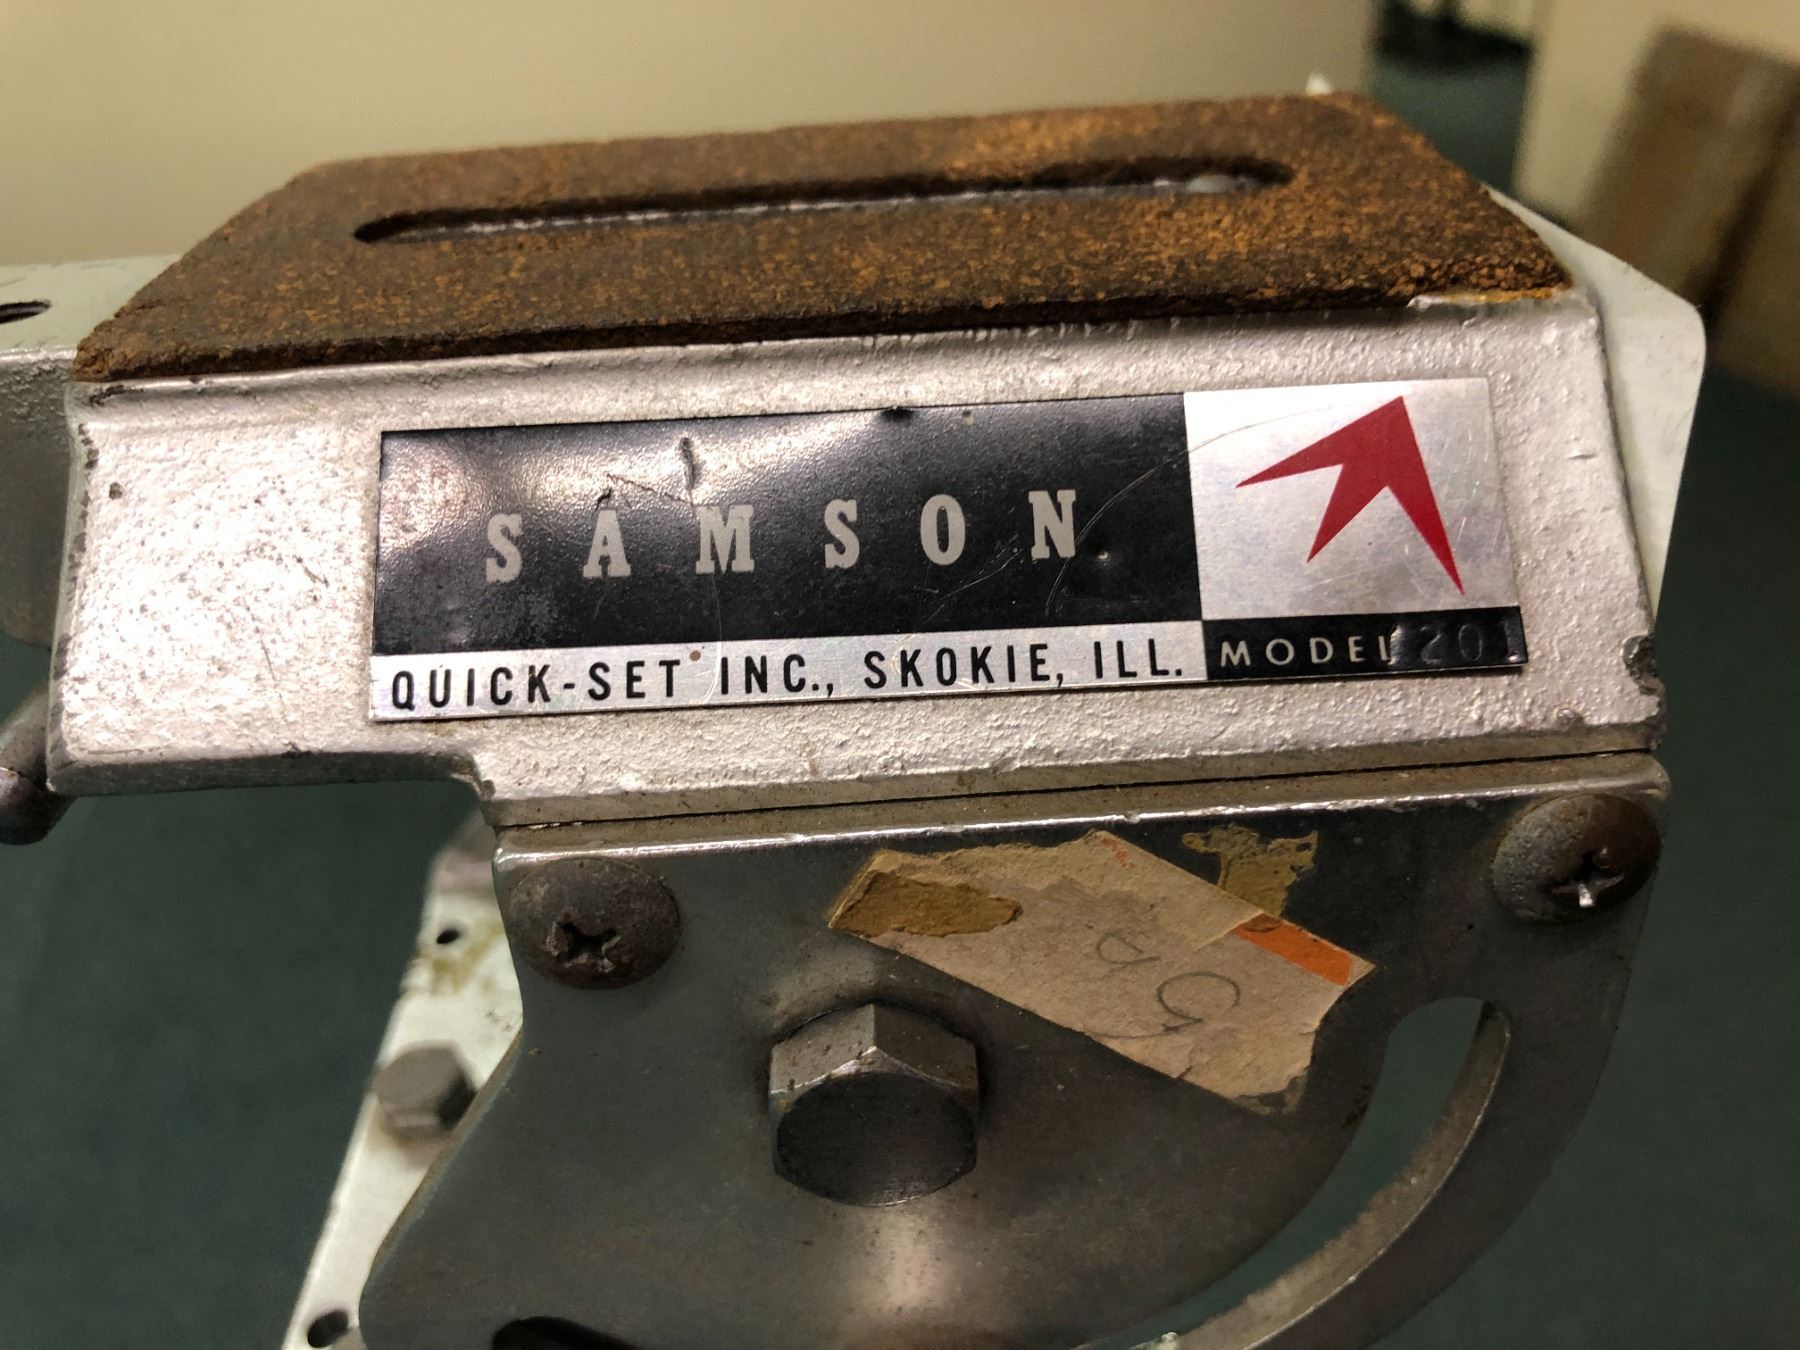 SAMSON
QUICK-SET INC., SKOKIE, ILL.
MODEL